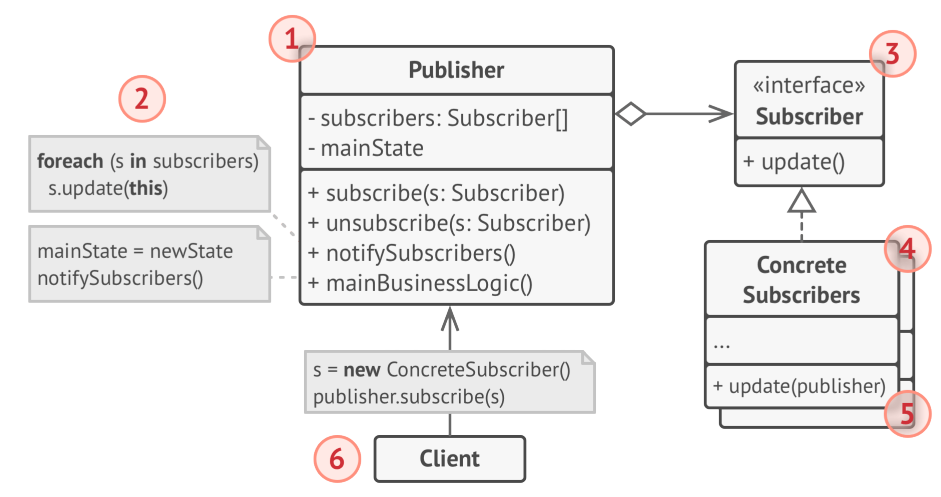 1
Publisher
- subscribers: Subscriber[]
- mainState
+ subscribe(s: Subscriber)
+ unsubscribe(s: Subscriber)
+ notifySubscribers()
+ mainBusinessLogic()
2
foreach (s in subscribers)
s.update(this)
mainState = newState
notifySubscribers()
3
«interface»
Subscriber
+ update()
4
Concrete
Subscribers
...
+ update(publisher)
5
s = new ConcreteSubscriber()
publisher.subscribe(s)
6
Client